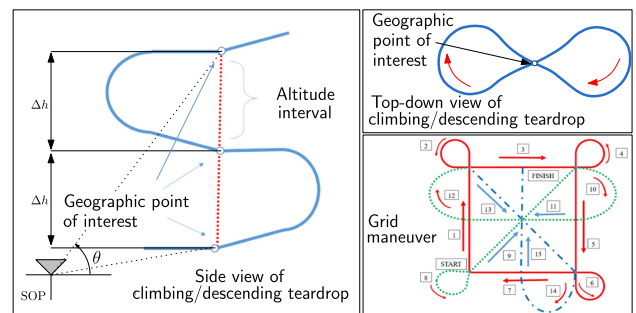 Δh
Altitude
interval
Δh
Geographic point
of interest
θ
SOP
Side view of
climbing/descending teardrop
Geographic
point of
interest
Top-down view of
climbing/descending teardrop
Grid
maneuver
2
3
4
FINISH
12
10
13
11
1
5
START
9
15
8
7
14
6